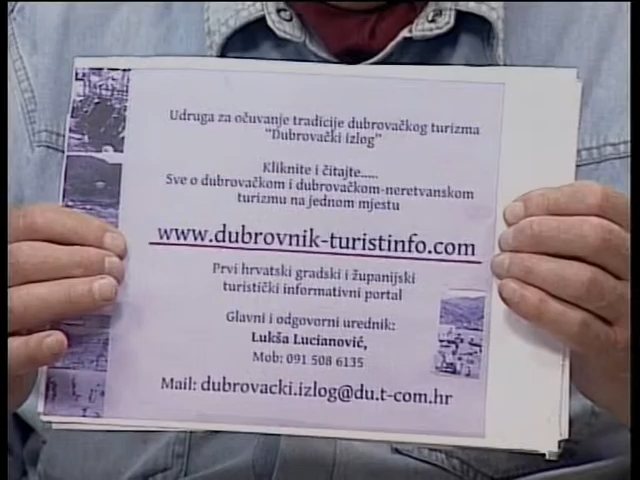 Udruga za očuvanje tradicije dubrovačkog turizma
"Dubrovački izlog"
Kliknite i čitajte.....
Sve o dubrovačkom i dubrovačkom-neretvanskom
turizmu na jednom mjestu
www.dubrovnik-turistinfo.com
Prvi hrvatski gradski i županijski
turistički informativni portal
Glavni i odgovorni urednik:
Lukša Lucianović,
Mob: 091 508 6135
Mail: dubrovacki.izlog@du.t-com.hr